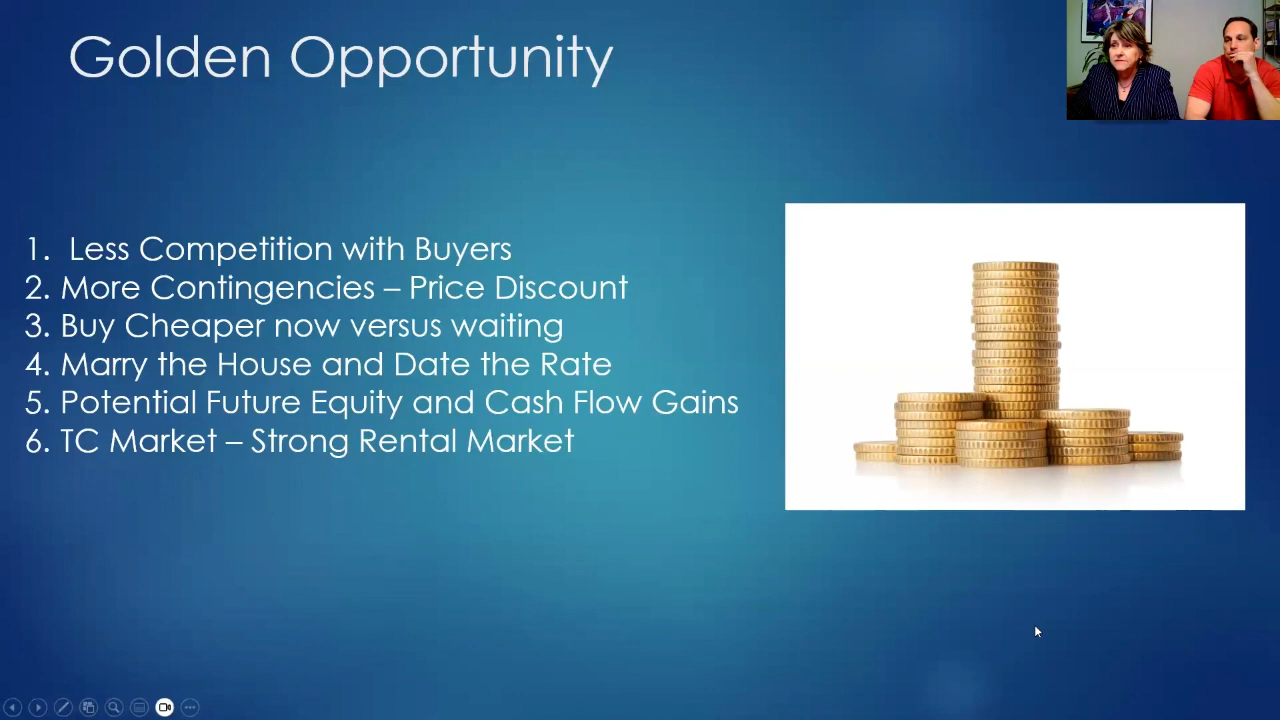 Golden Opportunity
1. Less Competition with Buyers
2. More Contingencies – Price Discount
3. Buy Cheaper now versus waiting
4. Marry the House and Date the Rate
5. Potential Future Equity and Cash Flow Gains
6. TC Market – Strong Rental Market